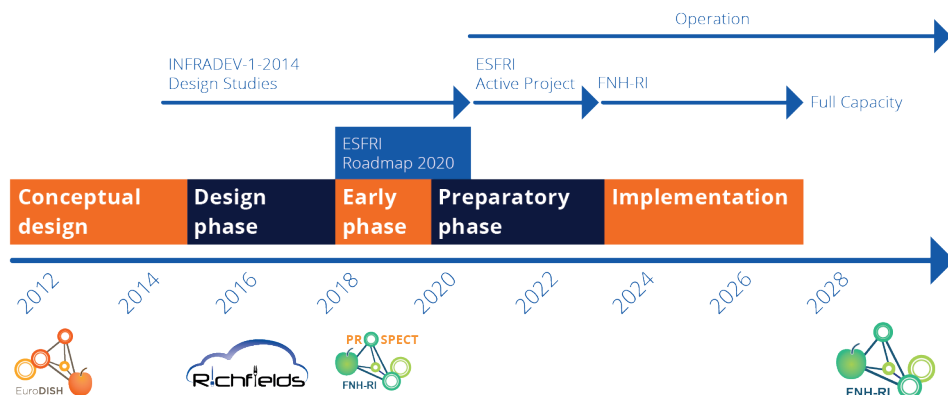 Operation
INFRADEV-1-2014
Design Studies
ESFRI
Active Project
FNH-RI
Full Capacity
ESFRI
Roadmap 2020
Conceptual
design
Design
phase
Early
phase
Preparatory
phase
Implementation
2012
2014
2016
2018
2020
2022
2024
2026
2028
EuroDISH
Richfields
PROSPECT
FNH-RI
FNH-RI